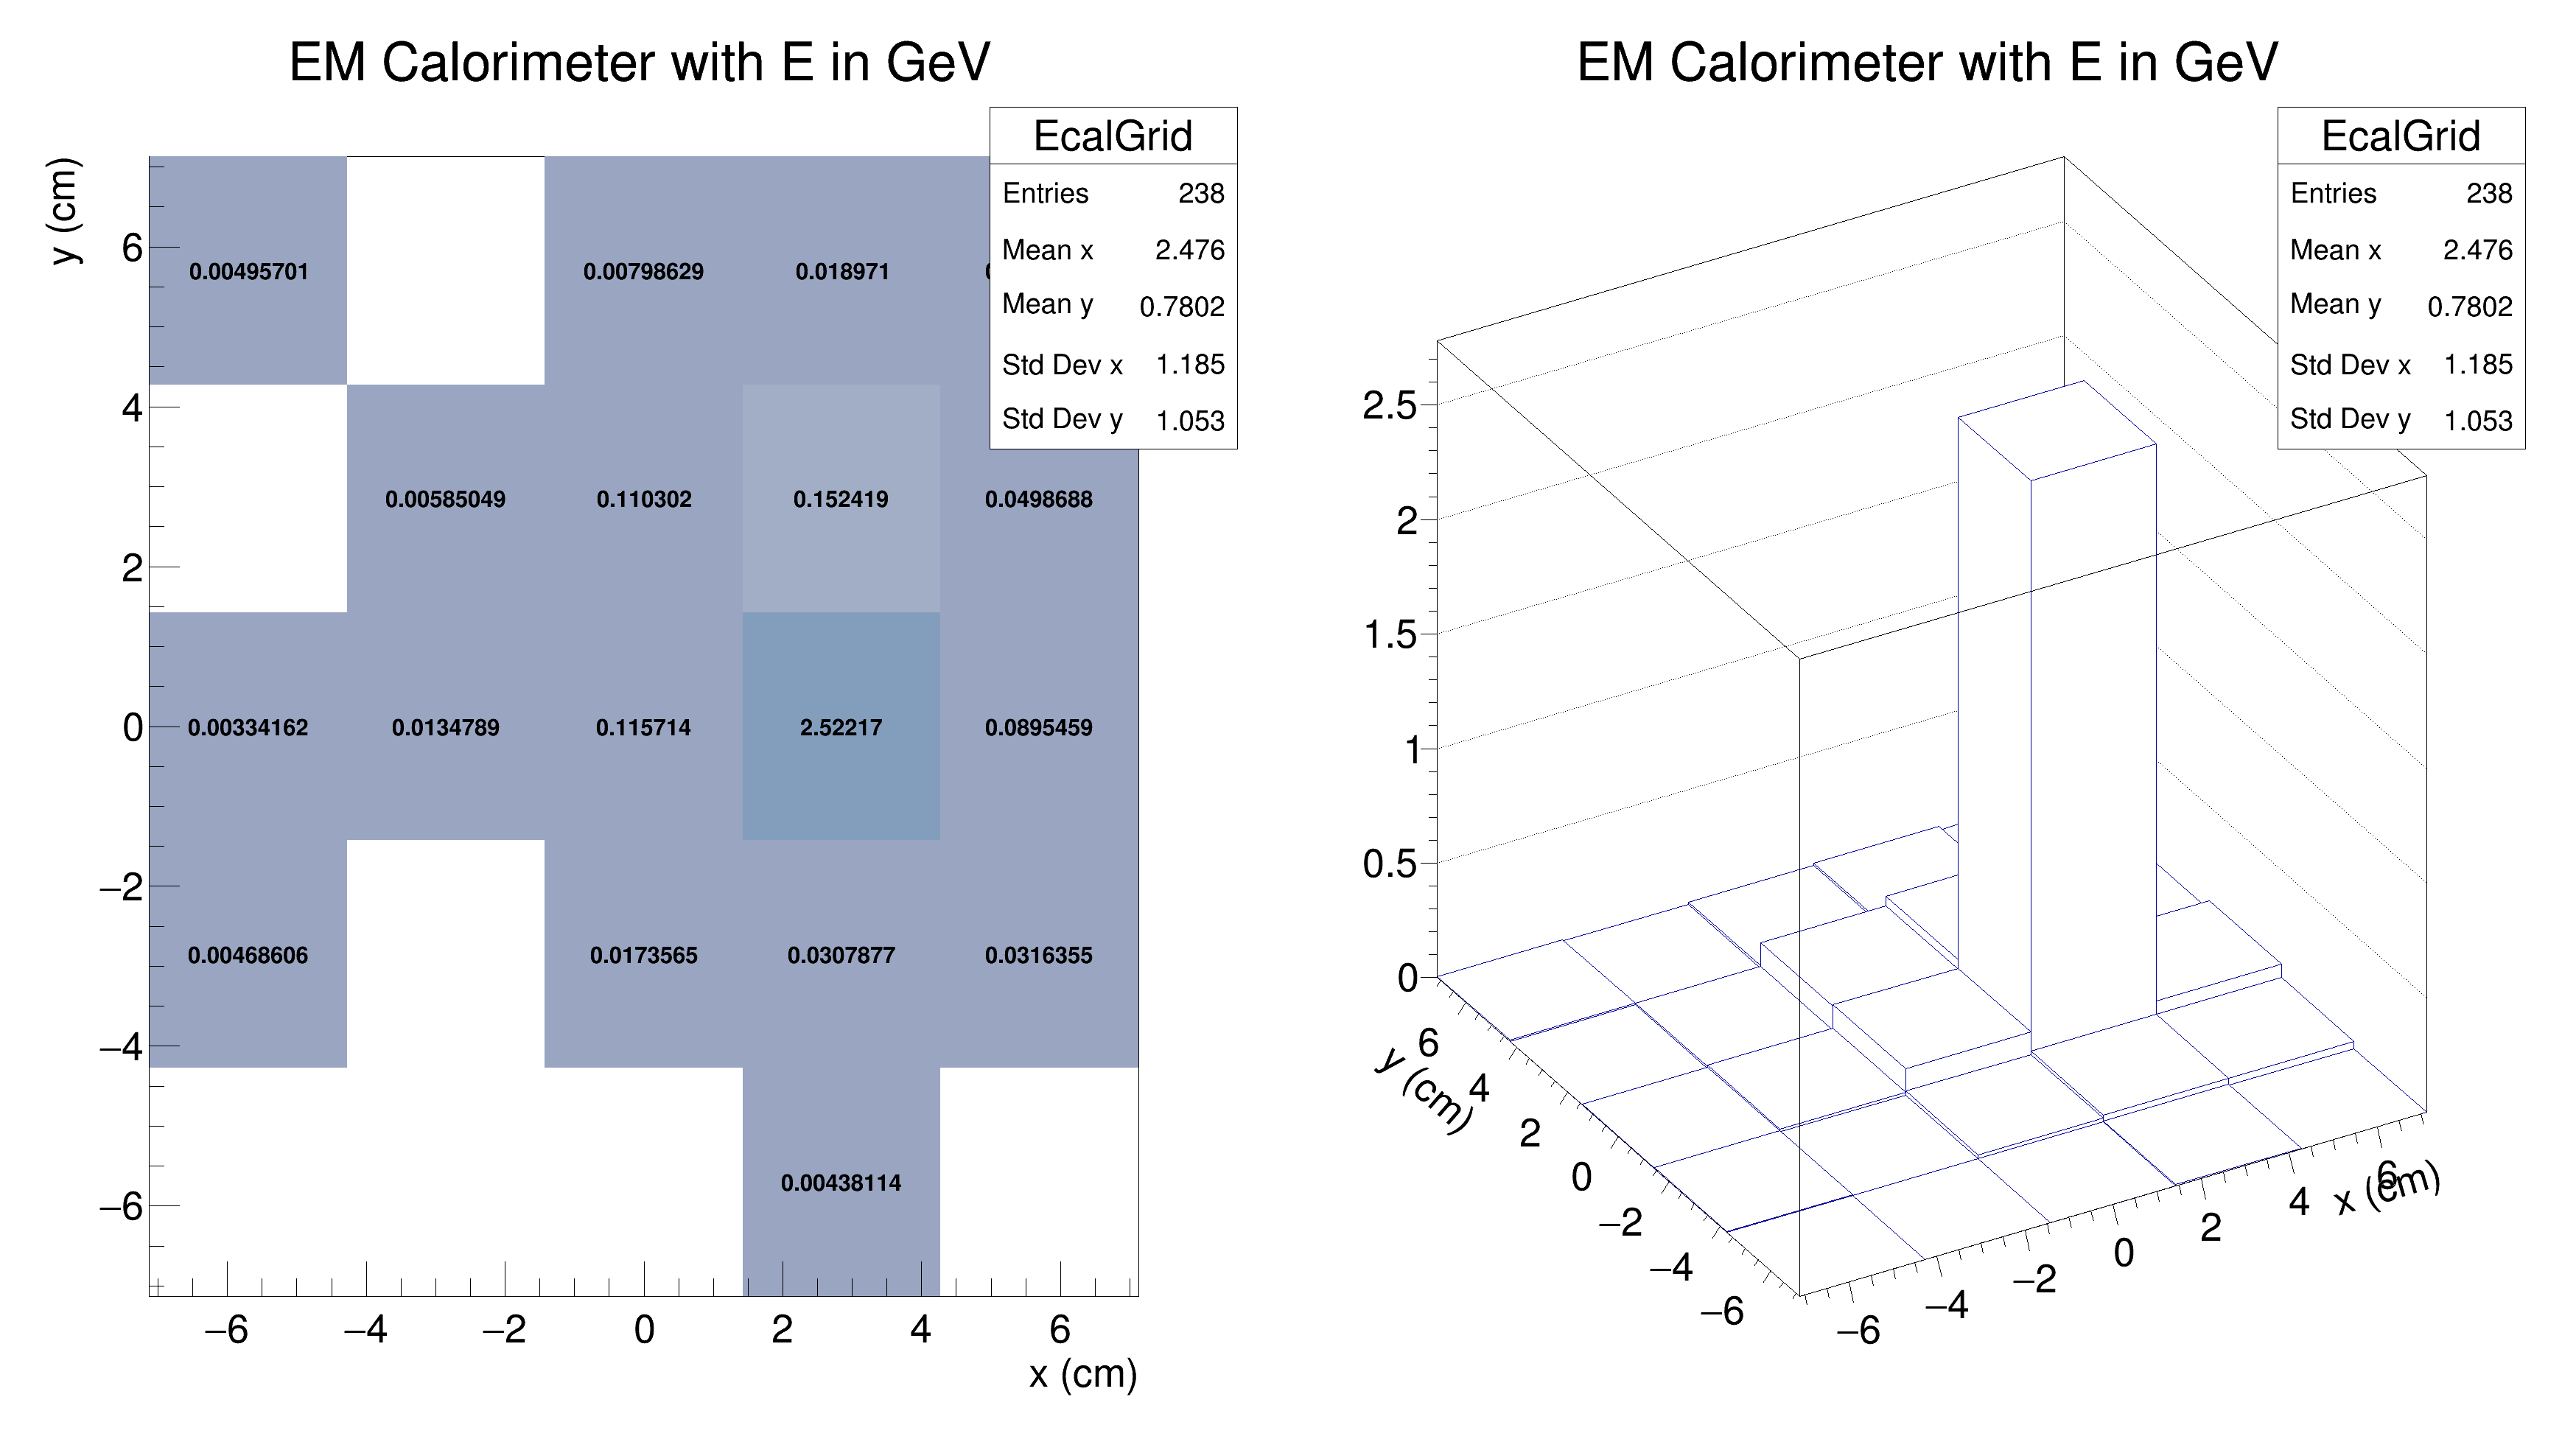 EM Calorimeter with E in GeV
y (cm)
EcalGrid
Entries 238
Mean x 2.476
Mean y 0.7802
Std Dev x 1.185
Std Dev y 1.053
6
4
2
0
−2
−4
−6
0.00495701 0.00798629 0.018971
0.00585049 0.110302 0.152419 0.0498688
0.00334162 0.0134789 0.115714 2.52217 0.0895459
0.00468606 0.0173565 0.0307877 0.0316355
0.00438114
−6 −4 −2 0 2 4 6
x (cm)
EM Calorimeter with E in GeV
EcalGrid
Entries 238
Mean x 2.476
Mean y 0.7802
Std Dev x 1.185
Std Dev y 1.053
2.5
2
1.5
1
0.5
0
y (cm)
6
4
2
0
−2
−4
−6
−6 −4 −2 0 2 4 6
x (cm)